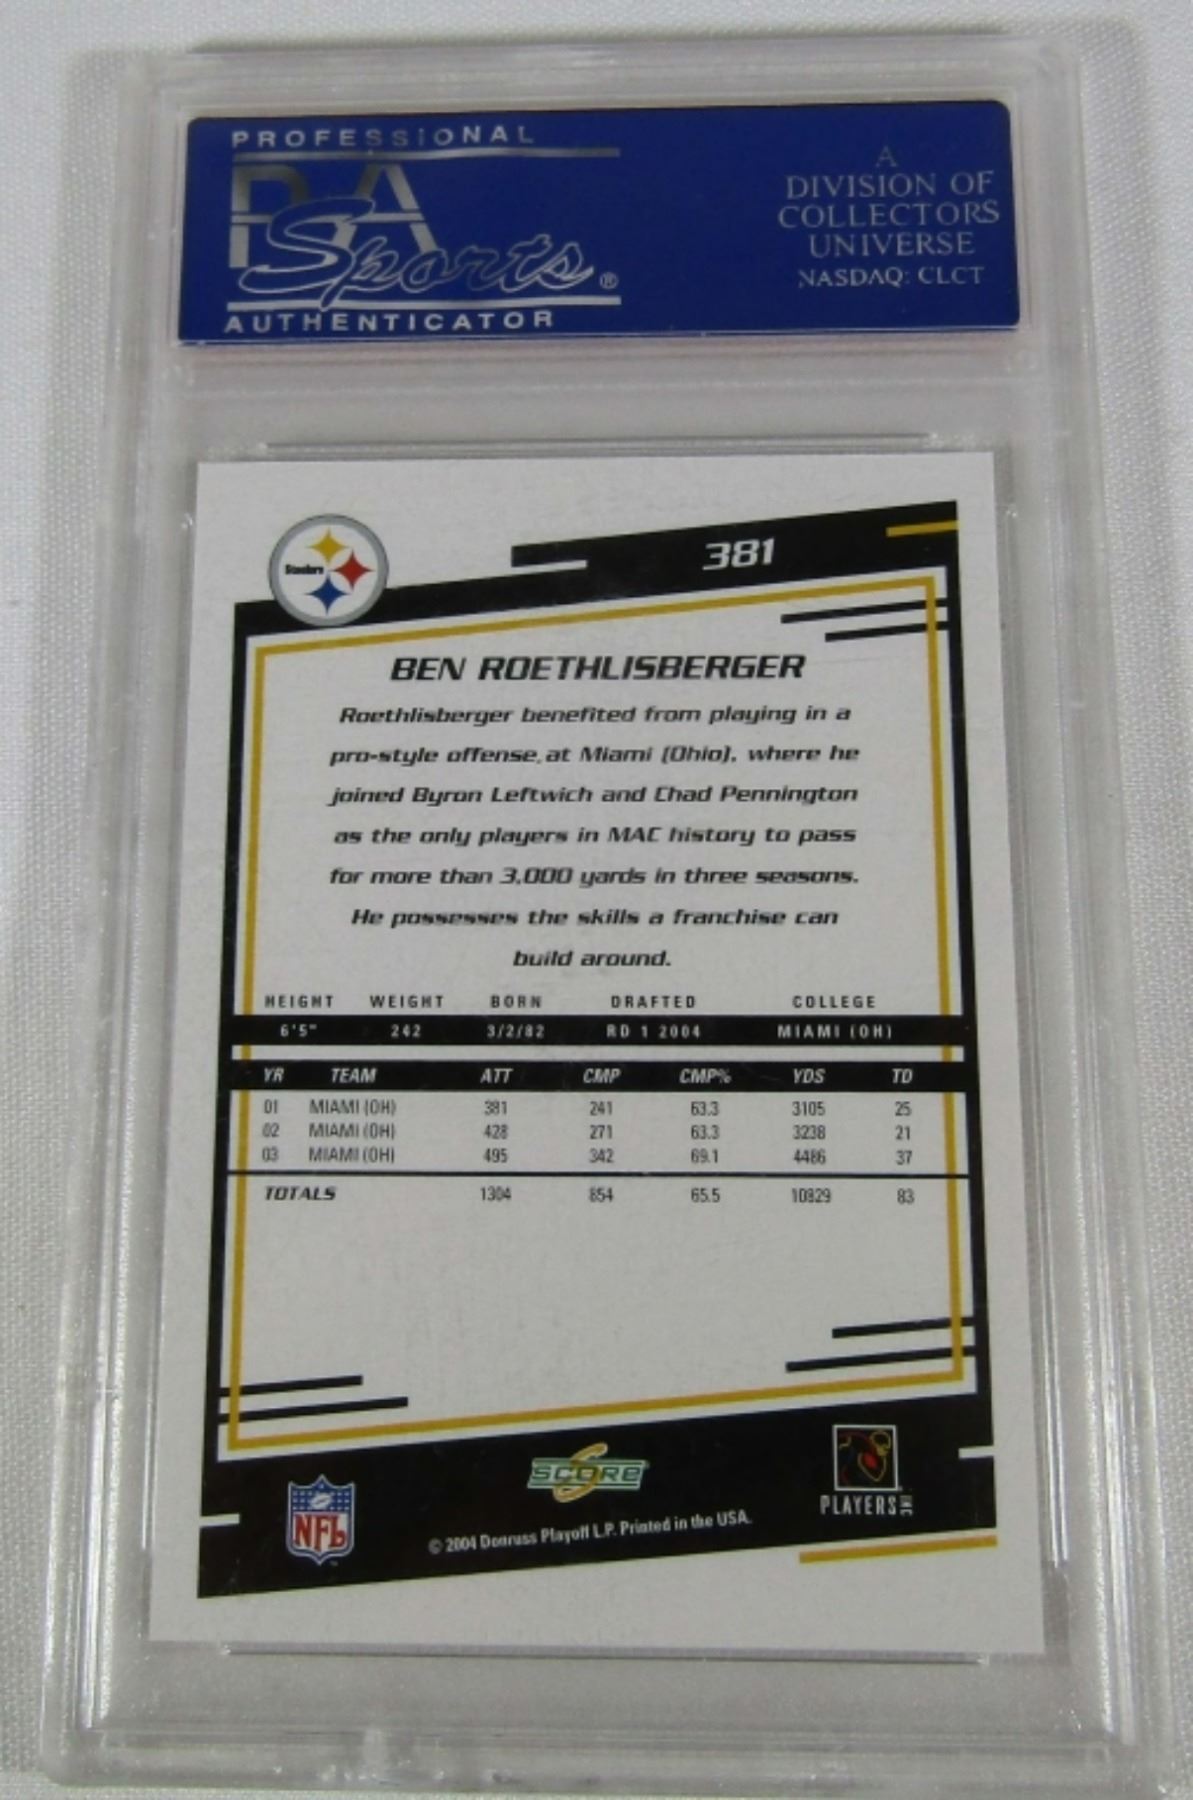 PROFESSIONAL
PSA
Sports®
AUTHENTICATOR
A
DIVISION OF
COLLECTORS
UNIVERSE
NASDAQ: CLCT
Steelers
381
BEN ROETHLISBERGER
Roethlisberger benefited from playing in a
pro-style offense at Miami (Ohio), where he
joined Byron Leftwich and Chad Pennington
as the only players in MAC history to pass
for more than 3,000 yards in three seasons.
He possesses the skills a franchise can
build around.
HEIGHT WEIGHT BORN DRAFTED COLLEGE
6'5" 242 3/2/82 RD 1 2004 MIAMI (OH)
YR TEAM ATT CMP CMP% YDS TD
01 MIAMI (OH) 381 241 63.3 3105 25
02 MIAMI (OH) 428 271 63.3 3238 21
03 MIAMI (OH) 495 342 69.1 4486 37
TOTALS 1304 854 65.5 10829 83
NFL
SCORE
© 2004 Donruss Playoff L.P. Printed in the USA.
PLAYERS INC